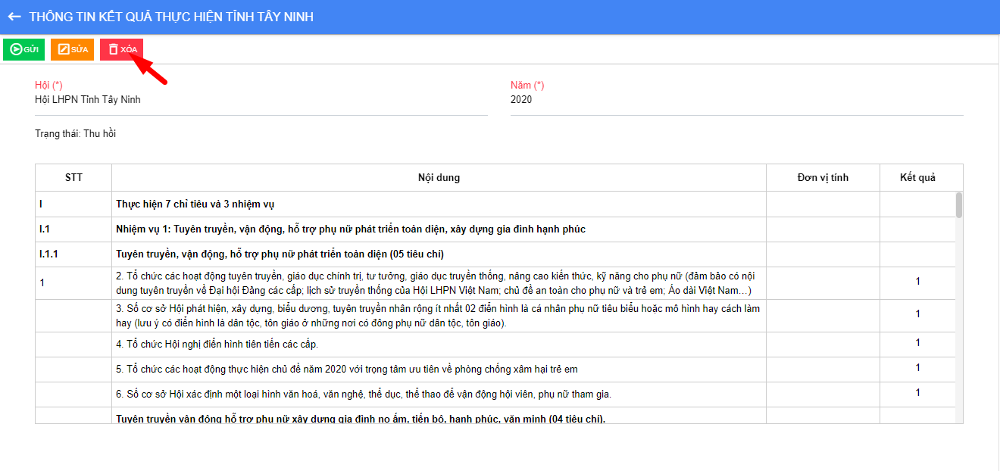 THÔNG TIN KẾT QUẢ THỰC HIỆN TỈNH TÂY NINH
GỬI SỬA XÓA
Hội (*) Năm (*)
Hội LHPN Tỉnh Tây Ninh 2020
Trạng thái: Thu hồi
STT Nội dung Đơn vị tính Kết quả
I Thực hiện 7 chỉ tiêu và 3 nhiệm vụ
I.1 Nhiệm vụ 1: Tuyên truyền, vận động, hỗ trợ phụ nữ phát triển toàn diện, xây dựng gia đình hạnh phúc
I.1.1 Tuyên truyền, vận động, hỗ trợ phụ nữ phát triển toàn diện (05 tiêu chí)
1 2. Tổ chức các hoạt động tuyên truyền, giáo dục chính trị, tư tưởng, giáo dục truyền thống, nâng cao kiến thức, kỹ năng cho phụ nữ (đảm bảo có nội 1
dung tuyên truyền về Đại hội Đảng các cấp; lịch sử truyền thống của Hội LHPN Việt Nam; chủ đề an toàn cho phụ nữ và trẻ em; Áo dài Việt Nam...)
3. Số cơ sở Hội phát hiện, xây dựng, biểu dương, tuyên truyền nhân rộng ít nhất 02 điển hình là cá nhân phụ nữ tiêu biểu hoặc mô hình hay cách làm 1
hay (lưu ý có điển hình là dân tộc, tôn giáo ở những nơi có đông phụ nữ dân tộc, tôn giáo).
4. Tổ chức Hội nghị điển hình tiên tiến các cấp. 1
5. Tổ chức các hoạt động thực hiện chủ đề năm 2020 với trọng tâm ưu tiên về phòng chống xâm hại trẻ em 1
6. Số cơ sở Hội xác định một loại hình văn hoá, văn nghệ, thể dục, thể thao để vận động hội viên, phụ nữ tham gia. 1
Tuyên truyền vận động hỗ trợ phụ nữ xây dựng gia đình no ấm, tiến bộ, hạnh phúc, văn minh (04 tiêu chí).